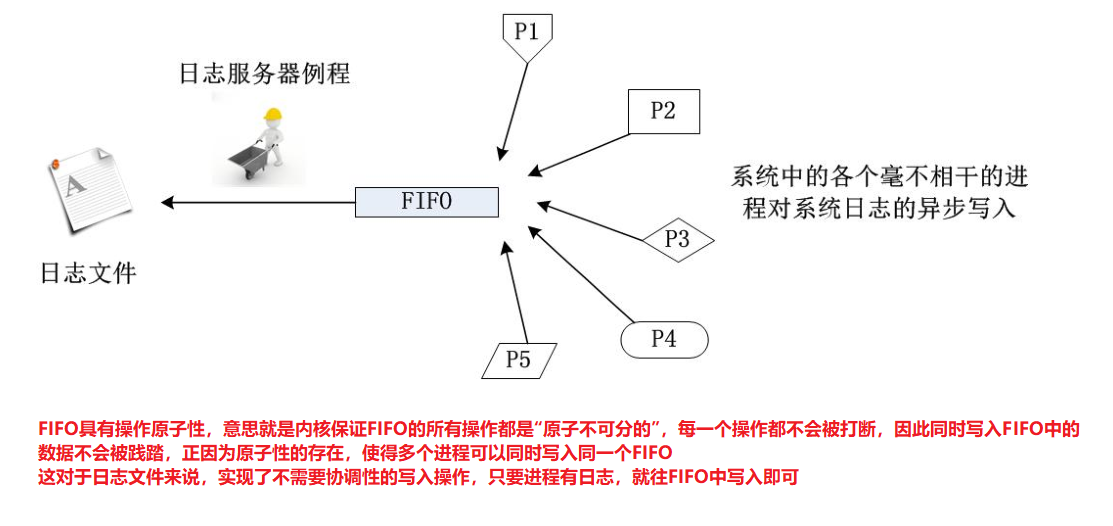 P1
日志服务器例程
P2
A
FIFO
系统中的各个毫不相干的进
程对系统日志的异步写入
P3
日志文件
P4
P5
FIFO具有操作原子性，意思就是内核保证FIFO的所有操作都是“原子不可分的”，每一个操作都不会被打断，因此同时写入FIFO中的
数据不会被践踏，正因为原子性的存在，使得多个进程可以同时写入同一个FIFO
这对于日志文件来说，实现了不需要协调性的写入操作，只要进程有日志，就往FIFO中写入即可